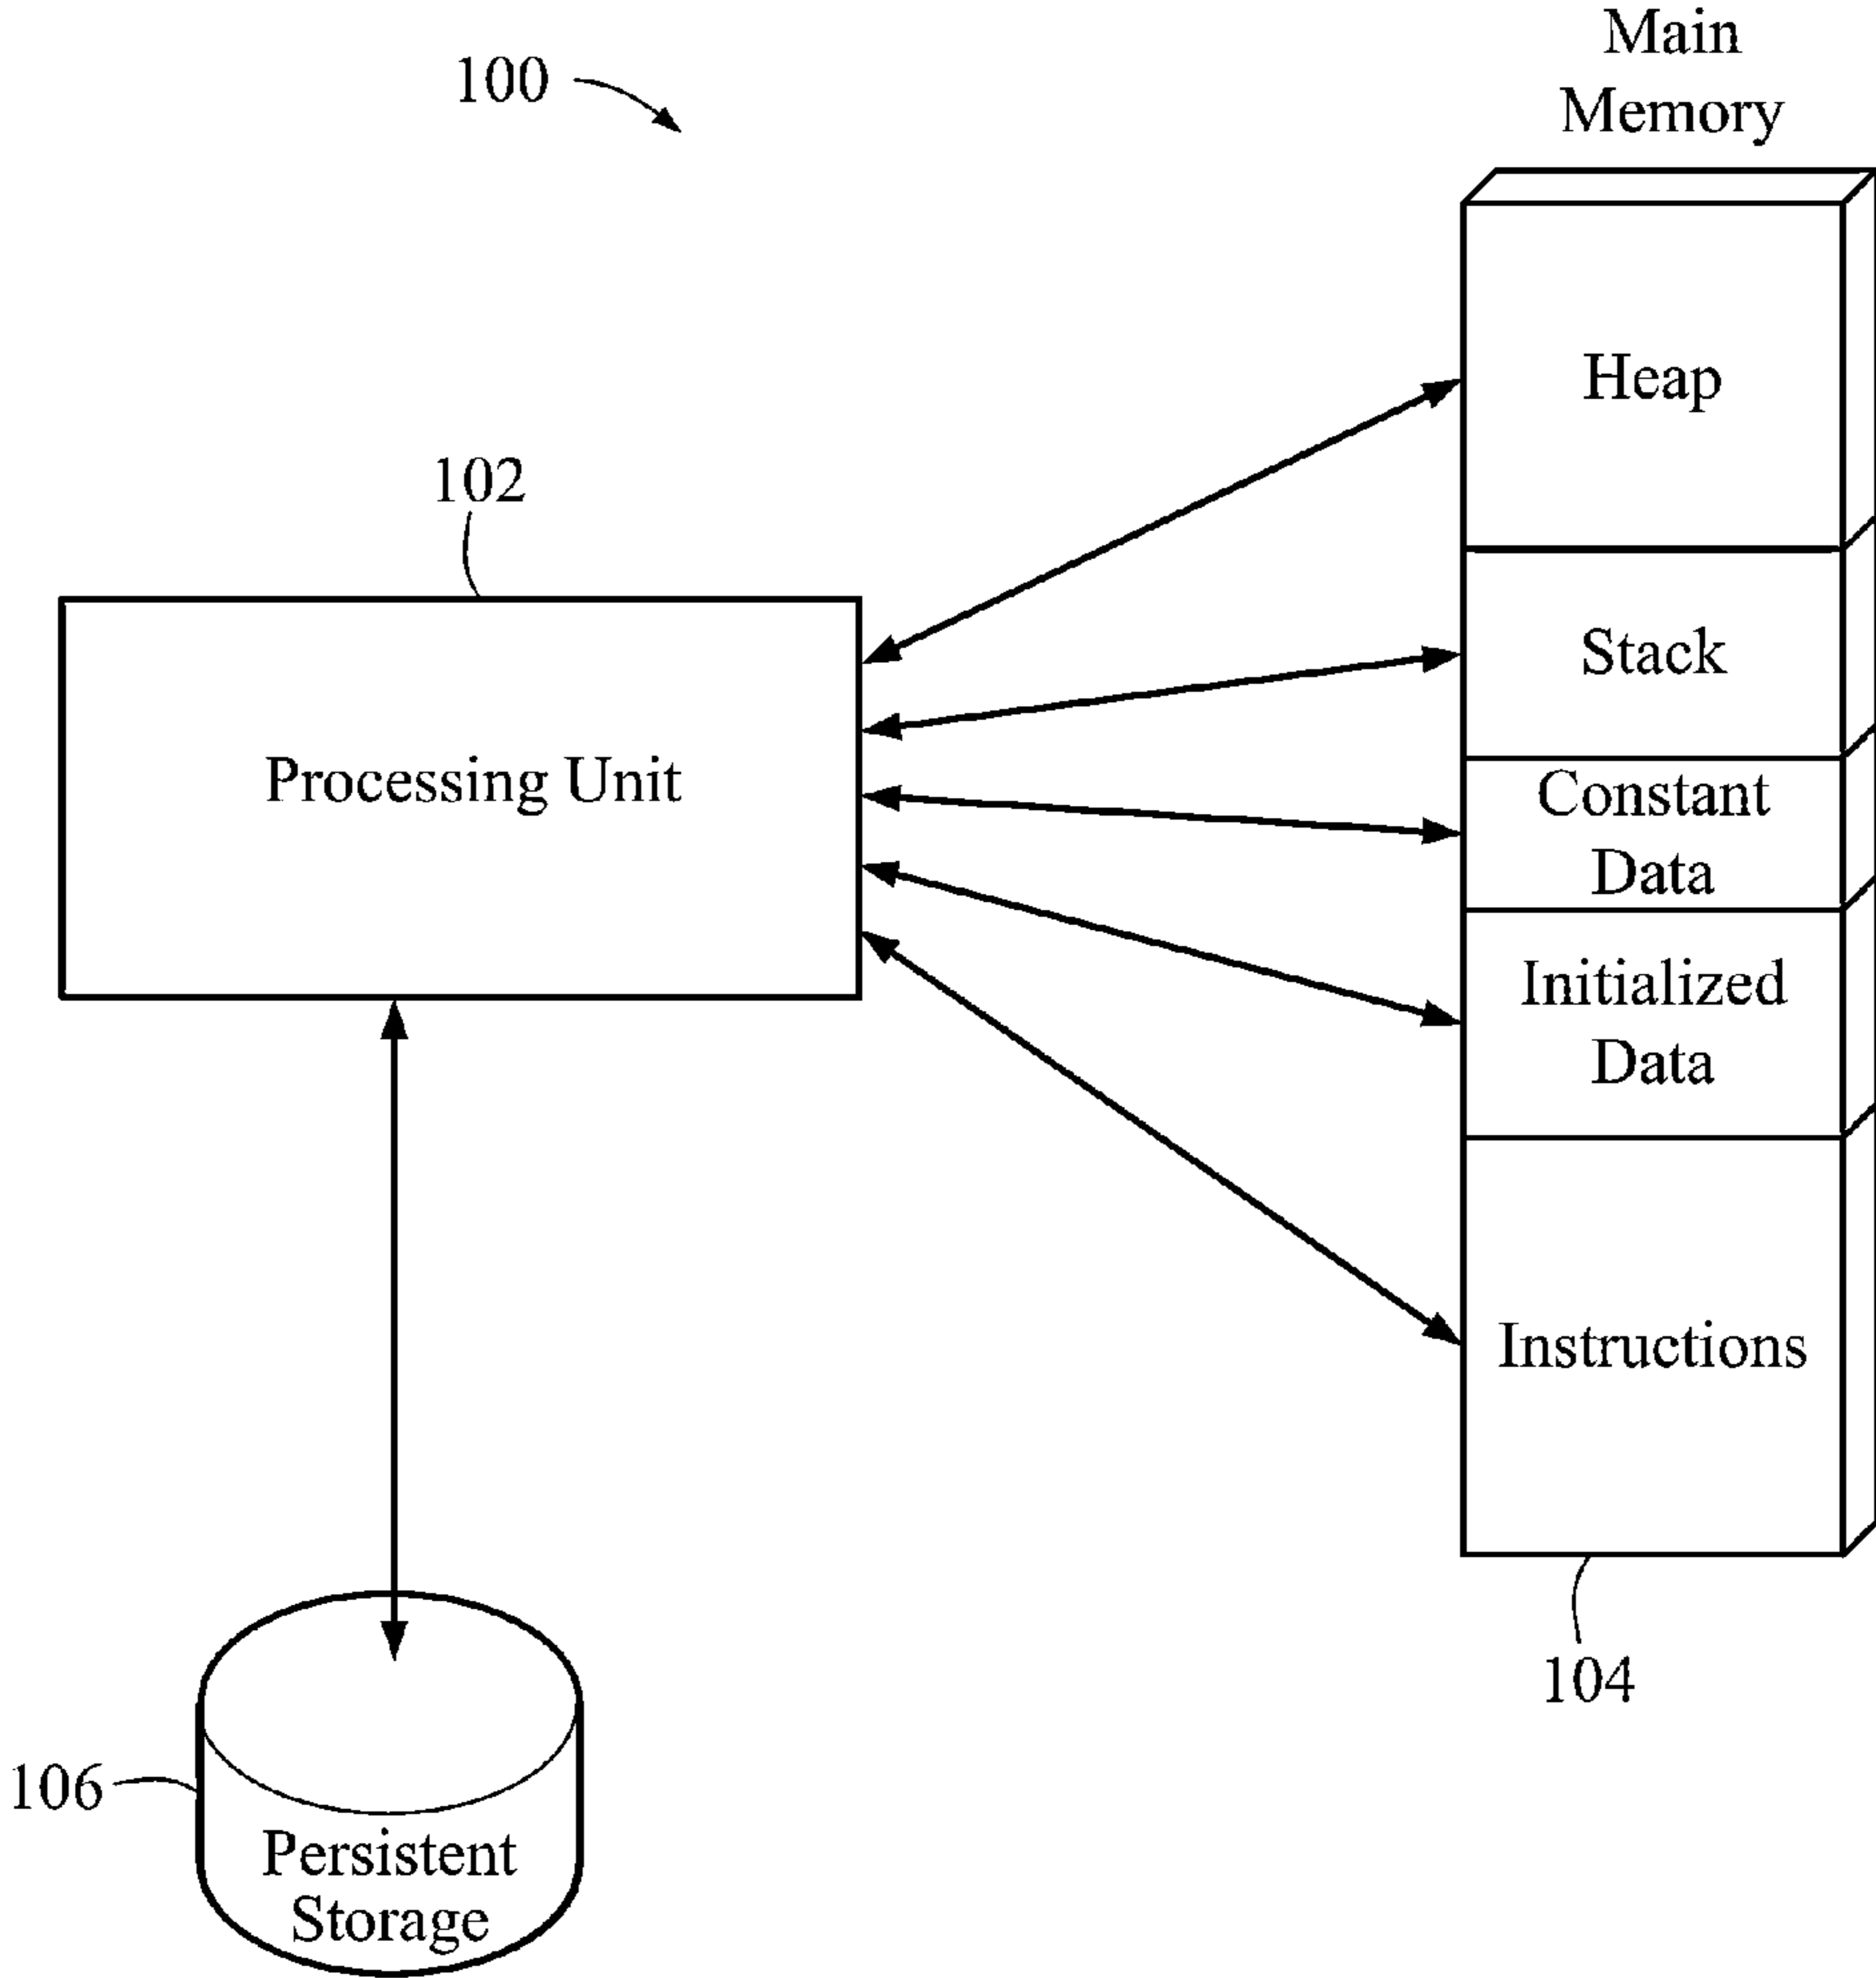 100
Main
Memory
Heap
102
Stack
Processing Unit
Constant
Data
Initialized
Data
Instructions
104
106
Persistent
Storage